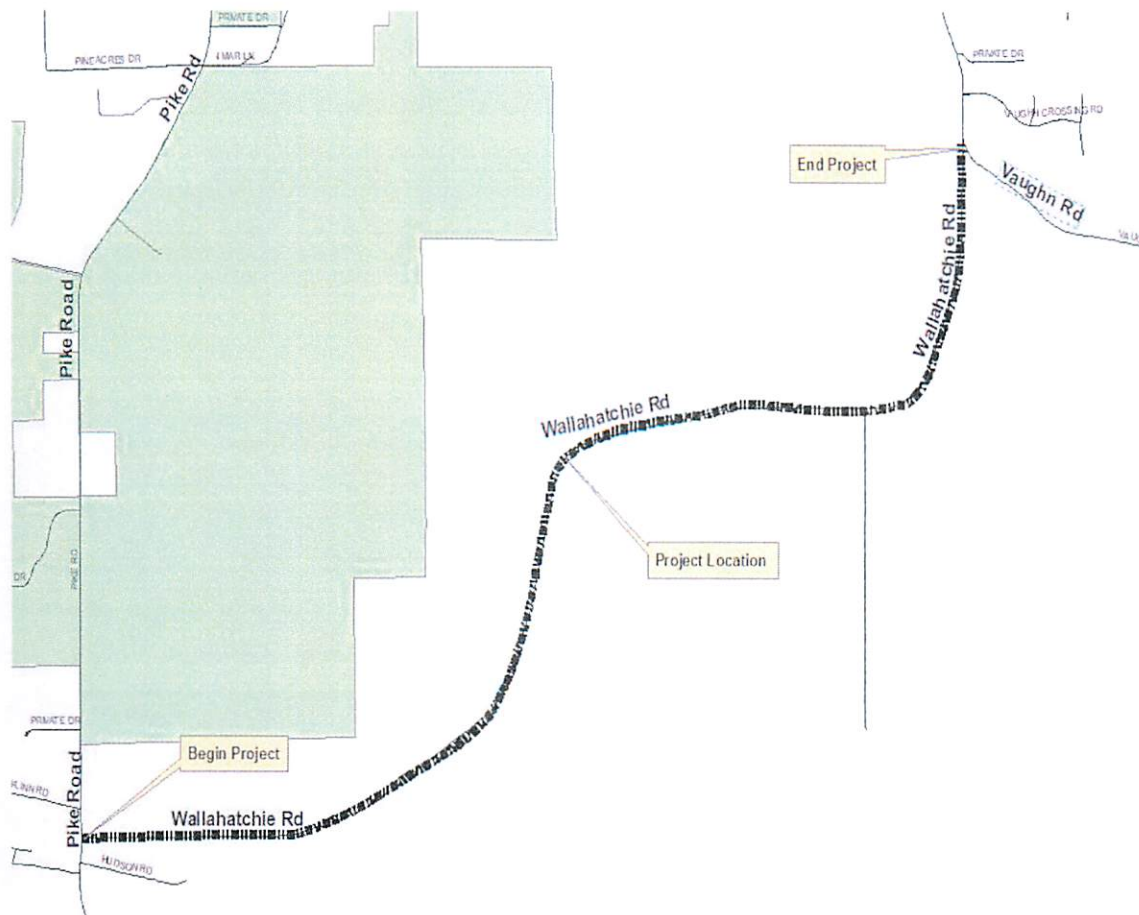 PRIVATE DR
PINEACRES DR
Pike Rd
PRIVATE DR
VAUGHN CROSSING RD
End Project
Vaughn Rd
Wallahatchie Rd
Pike Road
Wallahatchie Rd
Project Location
PIKE RD
DR
PRIVATE DR
Begin Project
Pike Road
Wallahatchie Rd
HUDSON RD